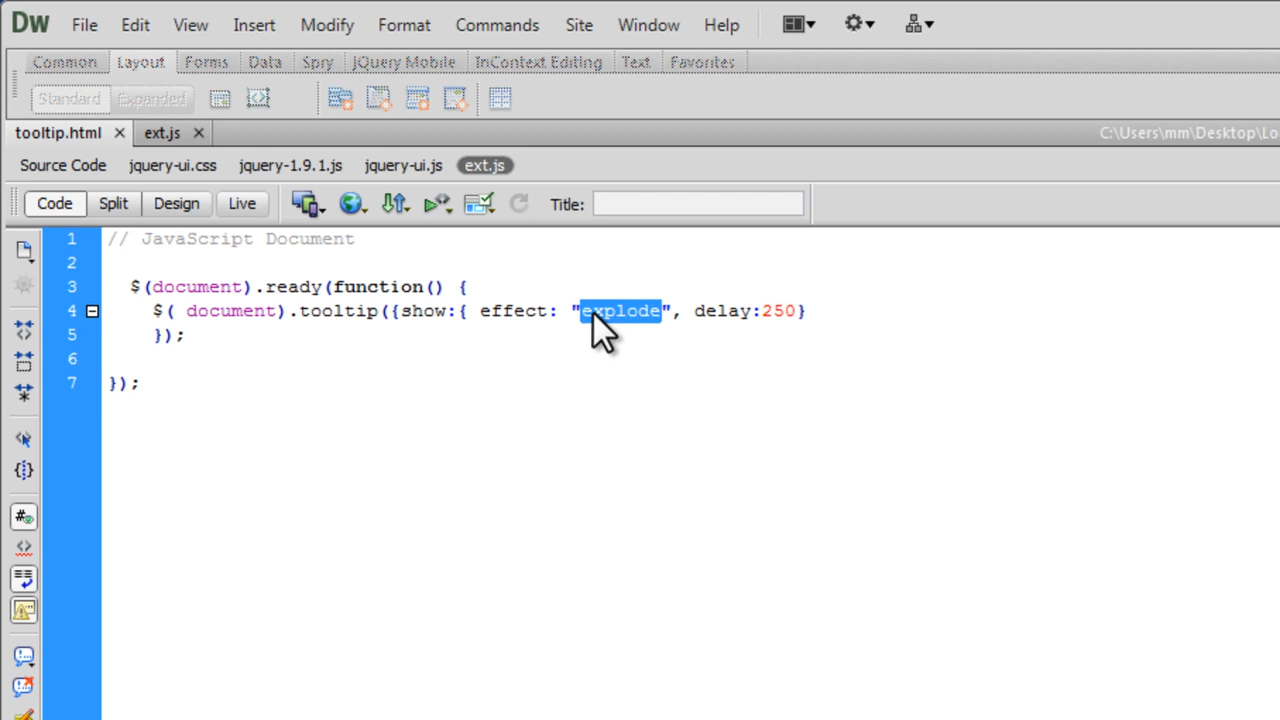 Dw File Edit View Insert Modify Format Commands Site Window Help
Common Layout Forms Data Spry jQuery Mobile InContext Editing Text Favorites
Standard Expanded
tooltip.html ext.js C:\Users\mm\Desktop\Lo
Source Code jquery-ui.css jquery-1.9.1.js jquery-ui.js ext.js
Code Split Design Live Title:
1 // JavaScript Document
2
3 $(document).ready(function() {
4 $( document).tooltip({show:{ effect: "explode", delay:250}
5 });
6
7 });